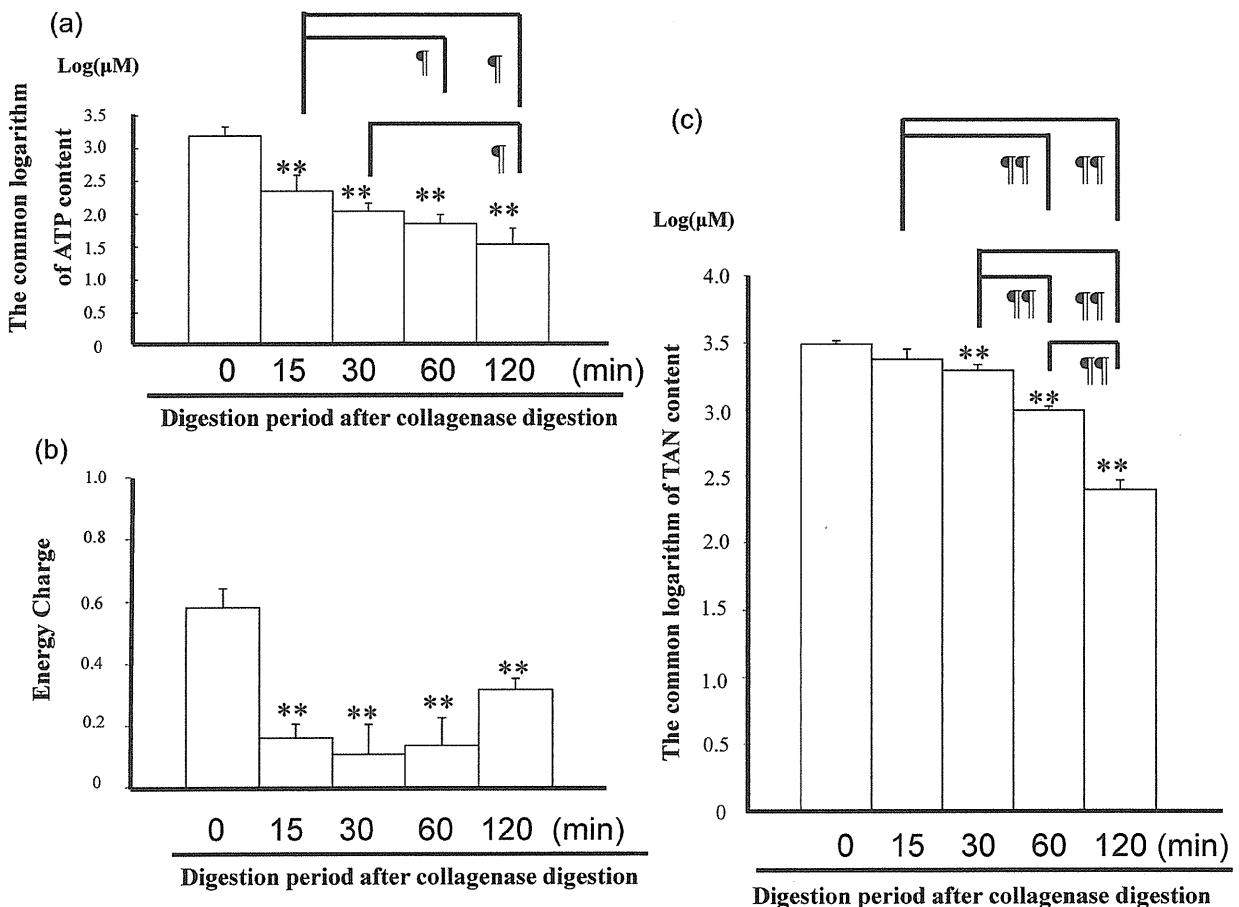 (a)
Log(μM)
¶ ¶
¶
The common logarithm
of ATP content
3.5
3.0
2.5
2.0
1.5
1.0
0.5
0
** ** ** **
0 15 30 60 120 (min)
Digestion period after collagenase digestion
(b)
Energy Charge
1.0
0.8
0.6
0.4
0.2
0
** ** ** **
0 15 30 60 120 (min)
Digestion period after collagenase digestion
(c)
Log(μM)
¶¶ ¶¶
¶¶ ¶¶
¶¶
The common logarithm of TAN content
4.0
3.5
3.0
2.5
2.0
1.5
1.0
0.5
0
** ** **
0 15 30 60 120 (min)
Digestion period after collagenase digestion